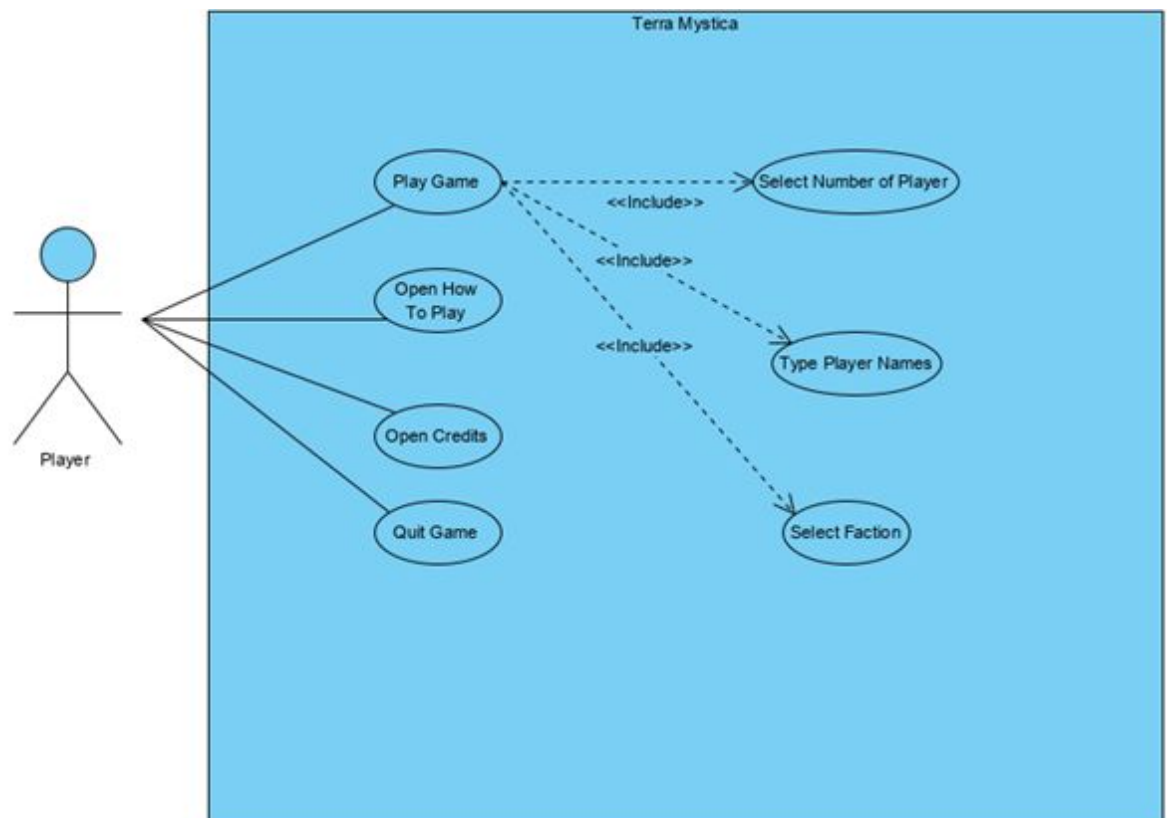 Terra Mystica
Play Game
Select Number of Player
<<Include>>
<<Include>>
Open How
To Play
<<Include>>
Type Player Names
Open Credits
Player
Quit Game
Select Faction